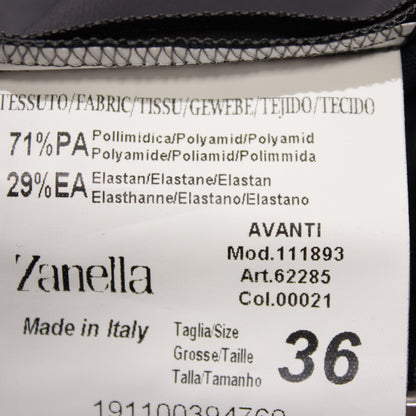 TESSUTO/FABRIC/TISSU/GEWEBE/TEJIDO/TECIDO
71%PA Pollimidica/Polyamid/Polyamid
Polyamide/Poliamid/Polimmida
29%EA Elastan/Elastane/Elastan
Elasthanne/Elastano/Elastano
AVANTI
Mod.111893
Art.62285
Col.00021
Zanella
Made in Italy
Taglia/Size
Grosse/Taille
Talla/Tamanho
36
191100394760